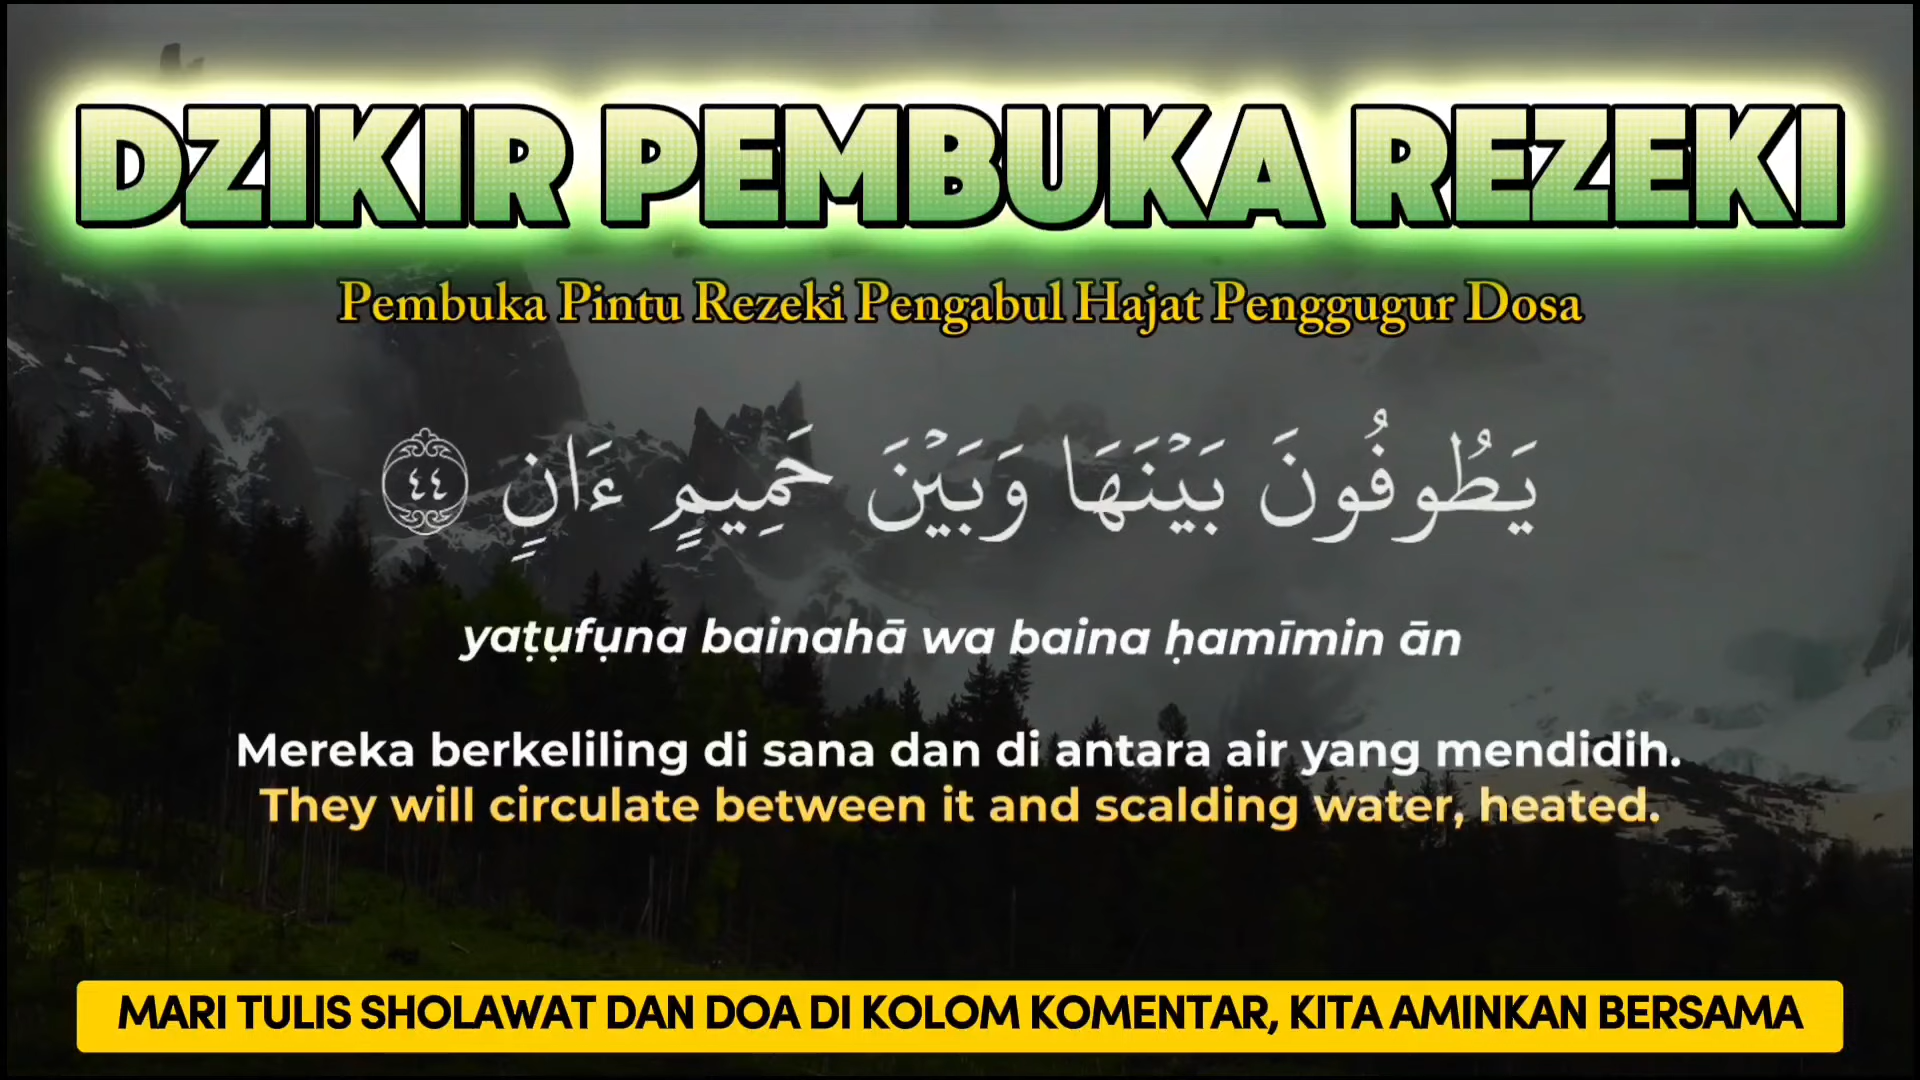 DZIKIR PEMBUKA REZEKI
Pembuka Pintu Rezeki Pengabul Hajat Penggugur Dosa
يَطُوفُونَ بَيْنَهَا وَبَيْنَ حَمِيمٍ ءَانٍ ٤٤
yaṭụfụna bainahā wa baina ḥamīmin ān
Mereka berkeliling di sana dan di antara air yang mendidih.
They will circulate between it and scalding water, heated.
MARI TULIS SHOLAWAT DAN DOA DI KOLOM KOMENTAR, KITA AMINKAN BERSAMA